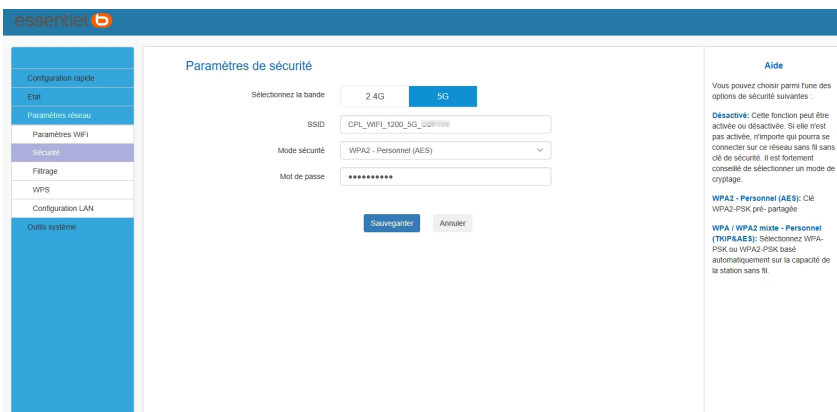 essentiel b
Configuration rapide
Etat
Paramètres réseau
Paramètres WiFi
Sécurité
Filtrage
WPS
Configuration LAN
Outils système
Paramètres de sécurité
Sélectionnez la bande
2.4G
5G
SSID
CPL_WIFI_1200_5G_
Mode sécurité
WPA2 - Personnel (AES)
Mot de passe
••••••••••
Sauvegarder
Annuler
Aide
Vous pouvez choisir parmi l'une des
options de sécurité suivantes :
Désactivé: Cette fonction peut être
activée ou désactivée. Si elle n'est
pas activée, n'importe qui pourra se
connecter sur ce réseau sans fil sans
clé de sécurité. Il est fortement
conseillé de sélectionner un mode de
cryptage.
WPA2 - Personnel (AES): Clé
WPA2-PSK pré- partagée
WPA / WPA2 mixte - Personnel
(TKIP&AES): Sélectionnez WPA-
PSK ou WPA2-PSK basé
automatiquement sur la capacité de
la station sans fil.